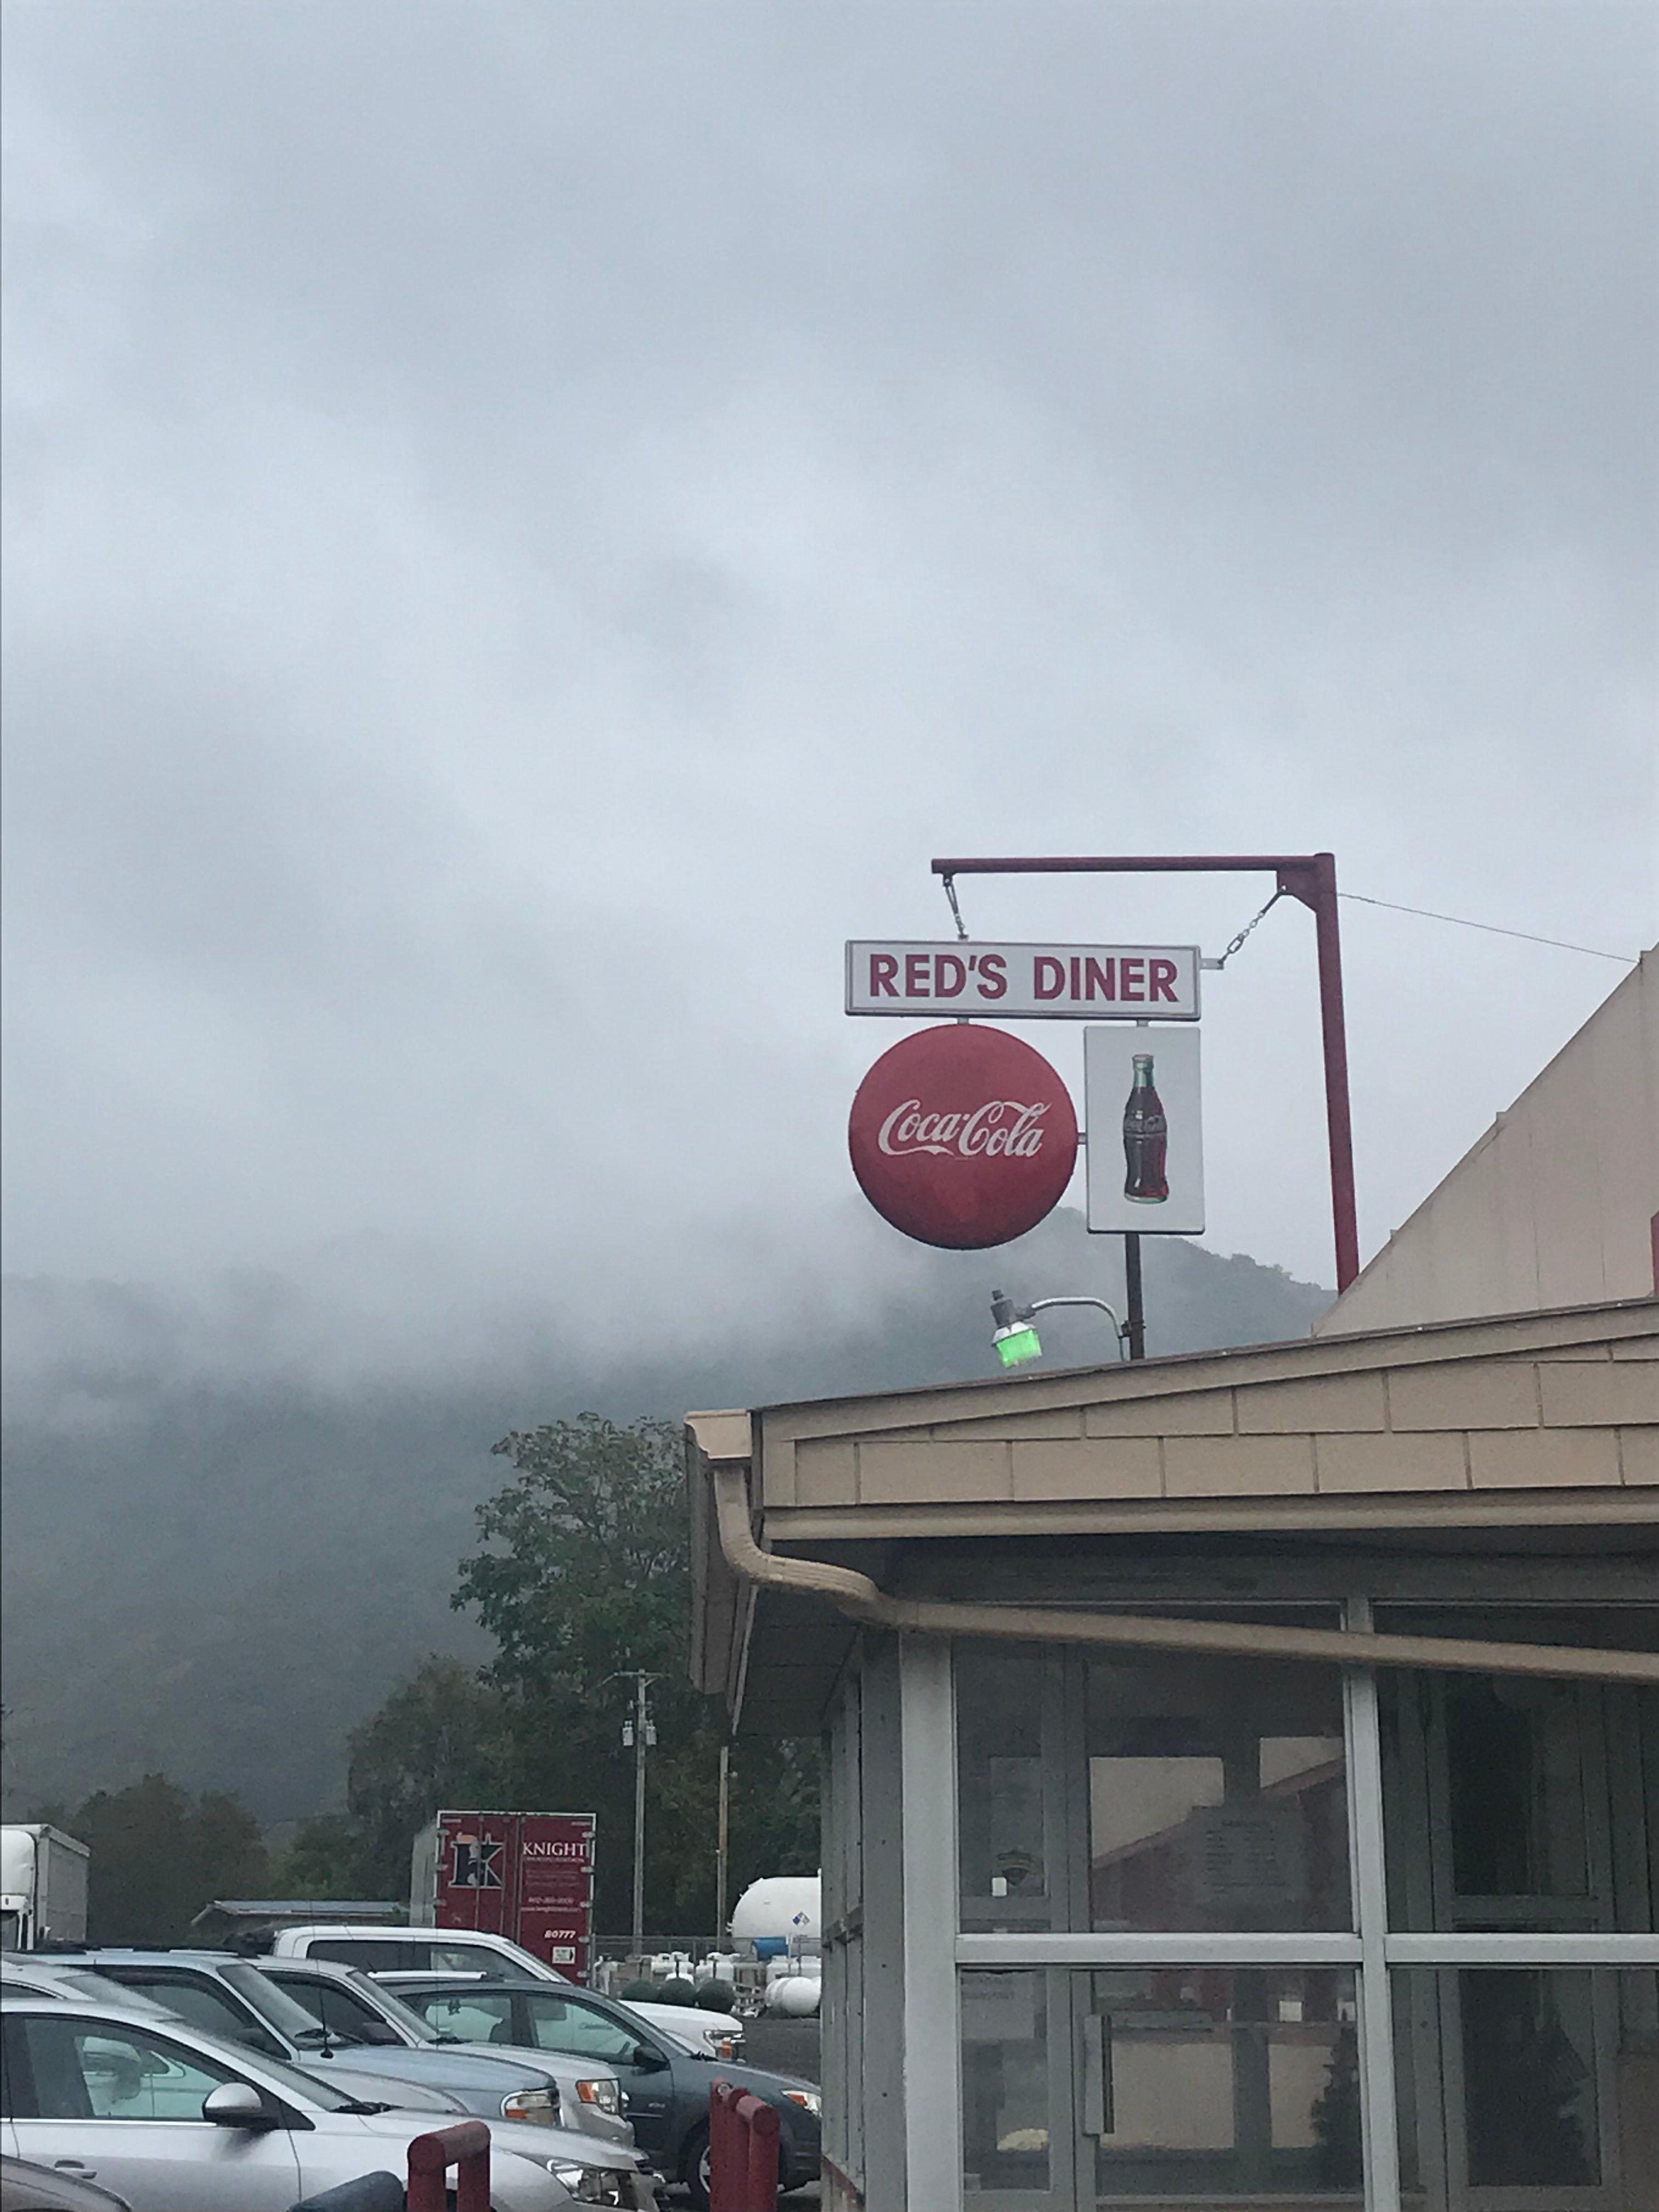 RED'S DINER
Coca-Cola
KNIGHT
80777